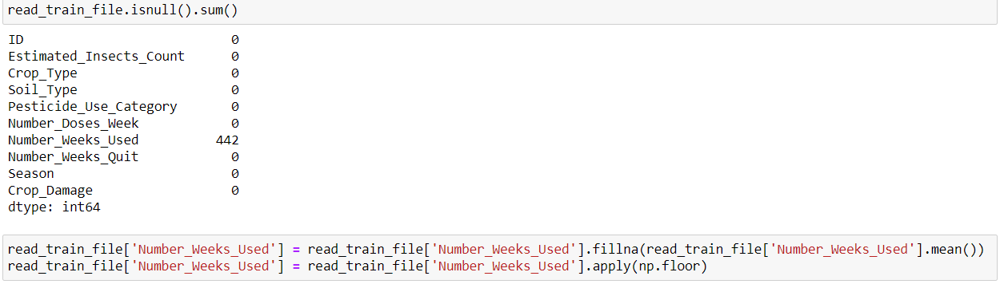 read_train_file.isnull().sum()
ID 0
Estimated_Insects_Count 0
Crop_Type 0
Soil_Type 0
Pesticide_Use_Category 0
Number_Doses_Week 0
Number_Weeks_Used 442
Number_Weeks_Quit 0
Season 0
Crop_Damage 0
dtype: int64
read_train_file['Number_Weeks_Used'] = read_train_file['Number_Weeks_Used'].fillna(read_train_file['Number_Weeks_Used'].mean())
read_train_file['Number_Weeks_Used'] = read_train_file['Number_Weeks_Used'].apply(np.floor)